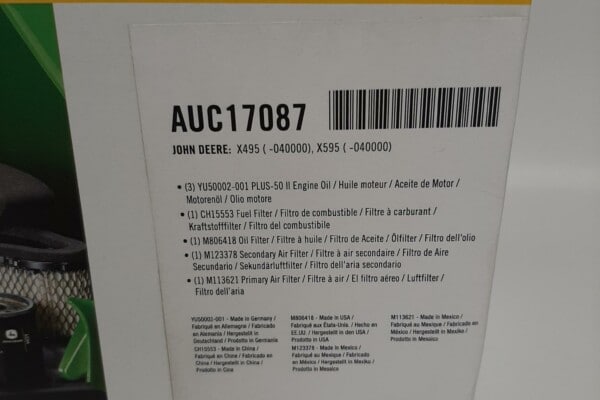 AUC17087
JOHN DEERE: X495 ( -040000), X595 ( -040000)
• (3) YU50002-001 PLUS-50 II Engine Oil / Huile moteur / Aceite de Motor /
Motorenöl / Olio motore
• (1) CH15553 Fuel Filter / Filtro de combustible / Filtre à carburant /
Kraftstofffilter / Filtro del combustibile
• (1) M806418 Oil Filter / Filtre à huile / Filtro de Aceite / Ölfilter / Filtro dell'olio
• (1) M123378 Secondary Air Filter / Filtre à air secondaire / Filtro de Aire
Secundario / Sekundärluftfilter / Filtro dell'aria secondario
• (1) M113621 Primary Air Filter / Filtre à air / El filtro aéreo / Luftfilter /
Filtro dell'aria
YU50002-001 - Made in Germany /
Fabriqué en Allemagne / Fabricado
en Alemania / Hergestellt in
Deutschland / Prodotto in Germania
CH15553 - Made in China /
Fabriqué en Chine / Fabricado en
China / Hergestellt in China /
Prodotto in Cina
M806418 - Made in USA /
Fabriqué aux États-Unis. / Hecho en
EE.UU. / Hergestellt in den USA /
Prodotto in USA
M123378 - Made in Mexico /
Fabriqué au Mexique / Fabricado en
México / Hergestellt in Mexiko /
Prodotto in Messico
M113621 - Made in Mexico /
Fabriqué au Mexique / Fabricado en
México / Hergestellt in Mexiko /
Prodotto in Messico